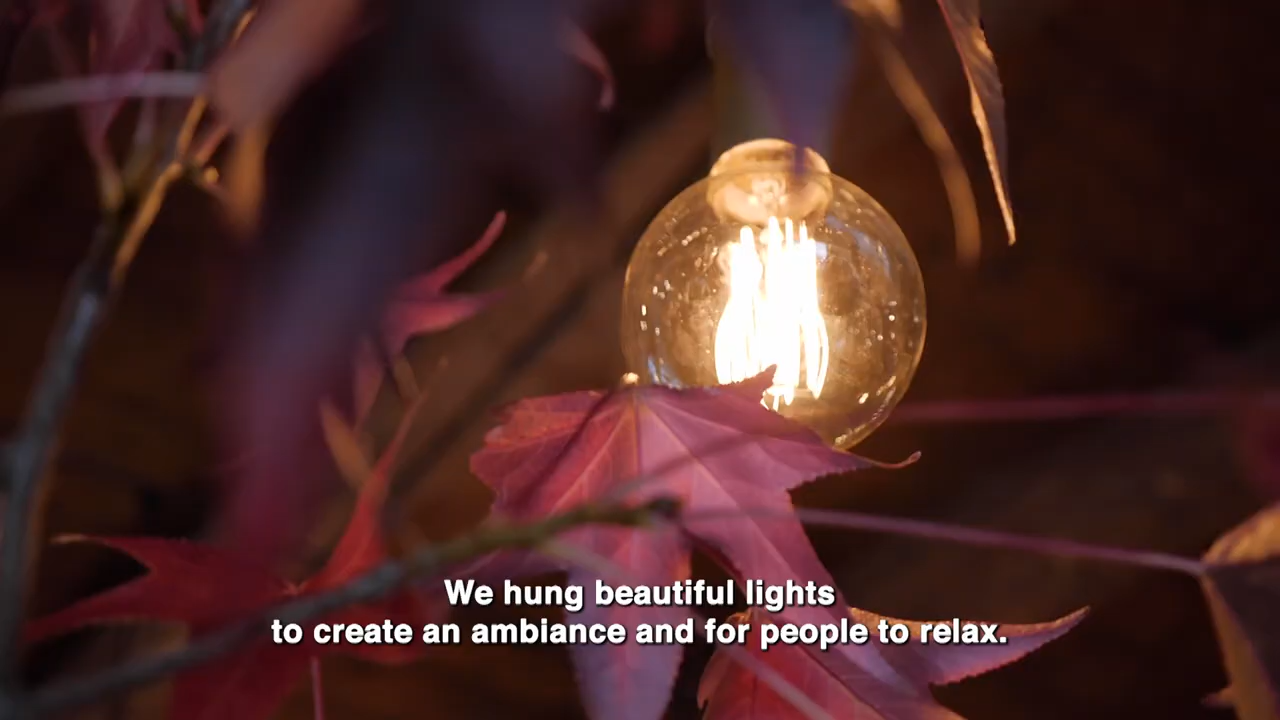 We hung beautiful lights
to create an ambiance and for people to relax.